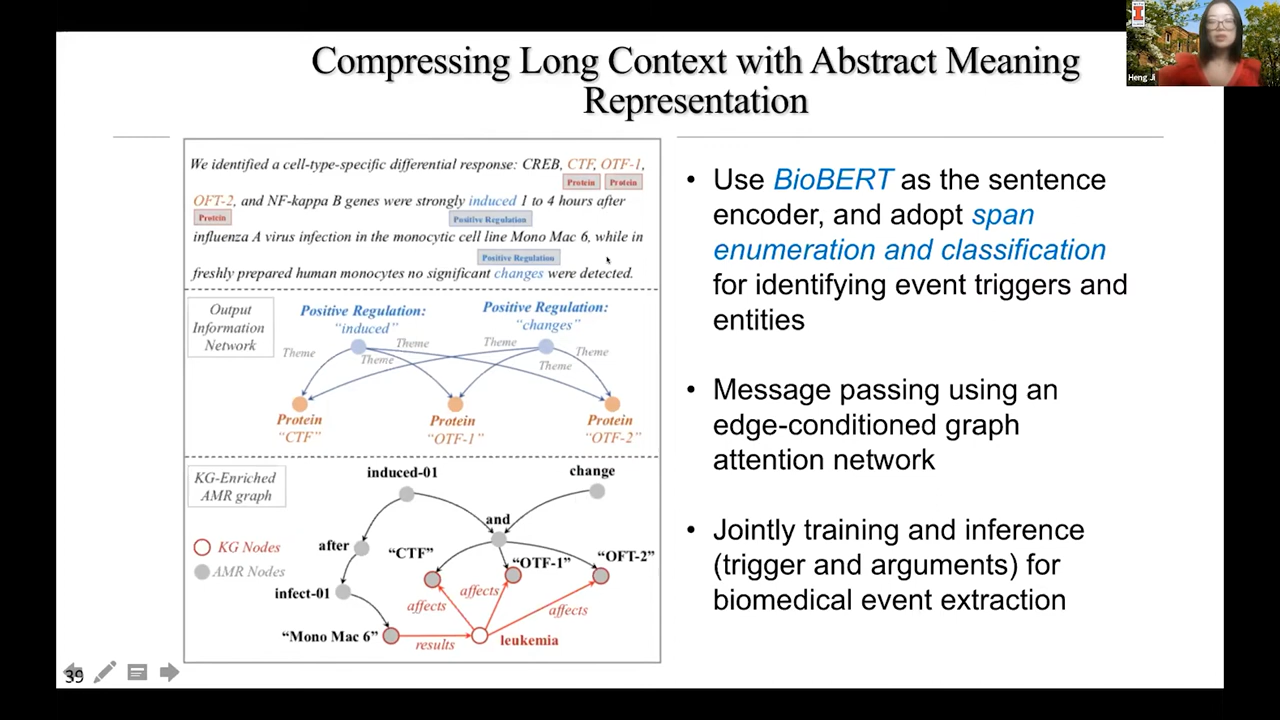 Compressing Long Context with Abstract Meaning
Representation
Heng Ji
We identified a cell-type-specific differential response: CREB, CTF, OTF-1,
Protein Protein
OFT-2, and NF-kappa B genes were strongly induced 1 to 4 hours after
Protein Positive Regulation
influenza A virus infection in the monocytic cell line Mono Mac 6, while in
Positive Regulation
freshly prepared human monocytes no significant changes were detected.
Output
Information
Network
Positive Regulation:
"induced"
Positive Regulation:
"changes"
Theme
Theme
Theme
Theme
Theme
Theme
Protein
"CTF"
Protein
"OTF-1"
Protein
"OTF-2"
KG-Enriched
AMR graph
KG Nodes
AMR Nodes
induced-01
change
and
after
"CTF"
"OTF-1"
"OFT-2"
infect-01
affects
affects
affects
"Mono Mac 6"
results
leukemia
• Use BioBERT as the sentence
encoder, and adopt span
enumeration and classification
for identifying event triggers and
entities
• Message passing using an
edge-conditioned graph
attention network
• Jointly training and inference
(trigger and arguments) for
biomedical event extraction
39